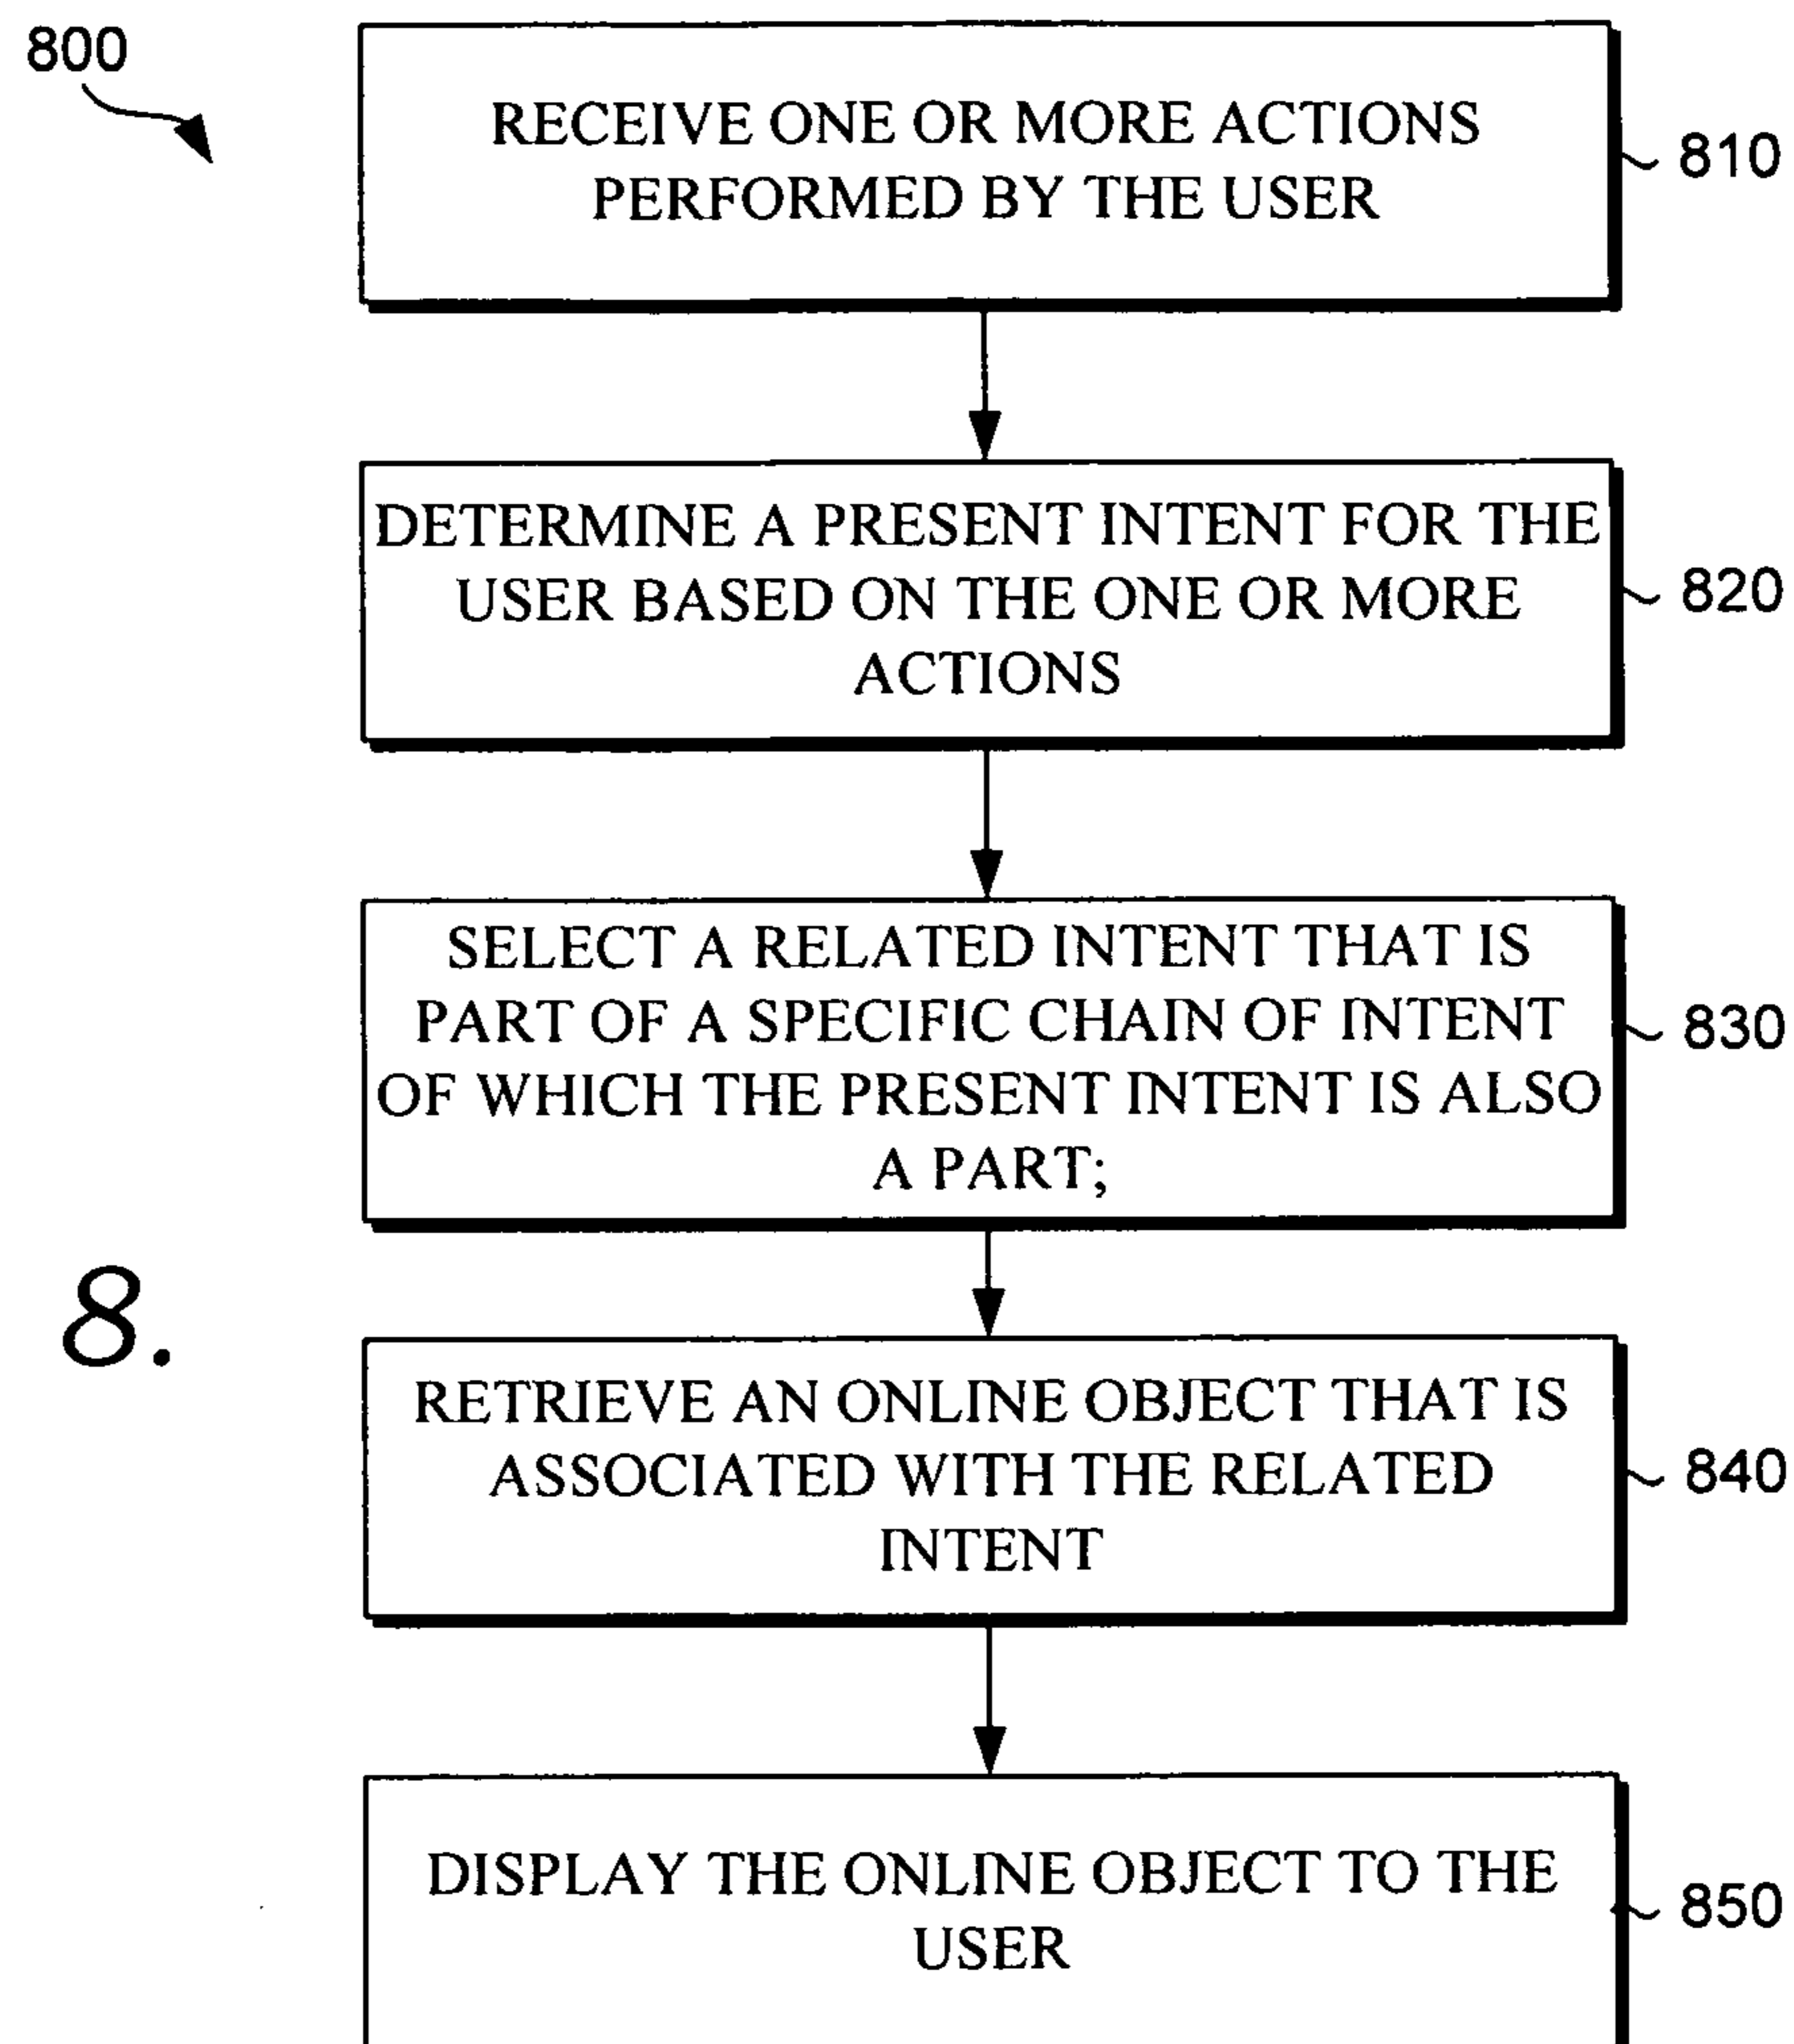 800
RECEIVE ONE OR MORE ACTIONS
PERFORMED BY THE USER
810
DETERMINE A PRESENT INTENT FOR THE
USER BASED ON THE ONE OR MORE
ACTIONS
820
SELECT A RELATED INTENT THAT IS
PART OF A SPECIFIC CHAIN OF INTENT
OF WHICH THE PRESENT INTENT IS ALSO
A PART;
830
8.
RETRIEVE AN ONLINE OBJECT THAT IS
ASSOCIATED WITH THE RELATED
INTENT
840
DISPLAY THE ONLINE OBJECT TO THE
USER
850